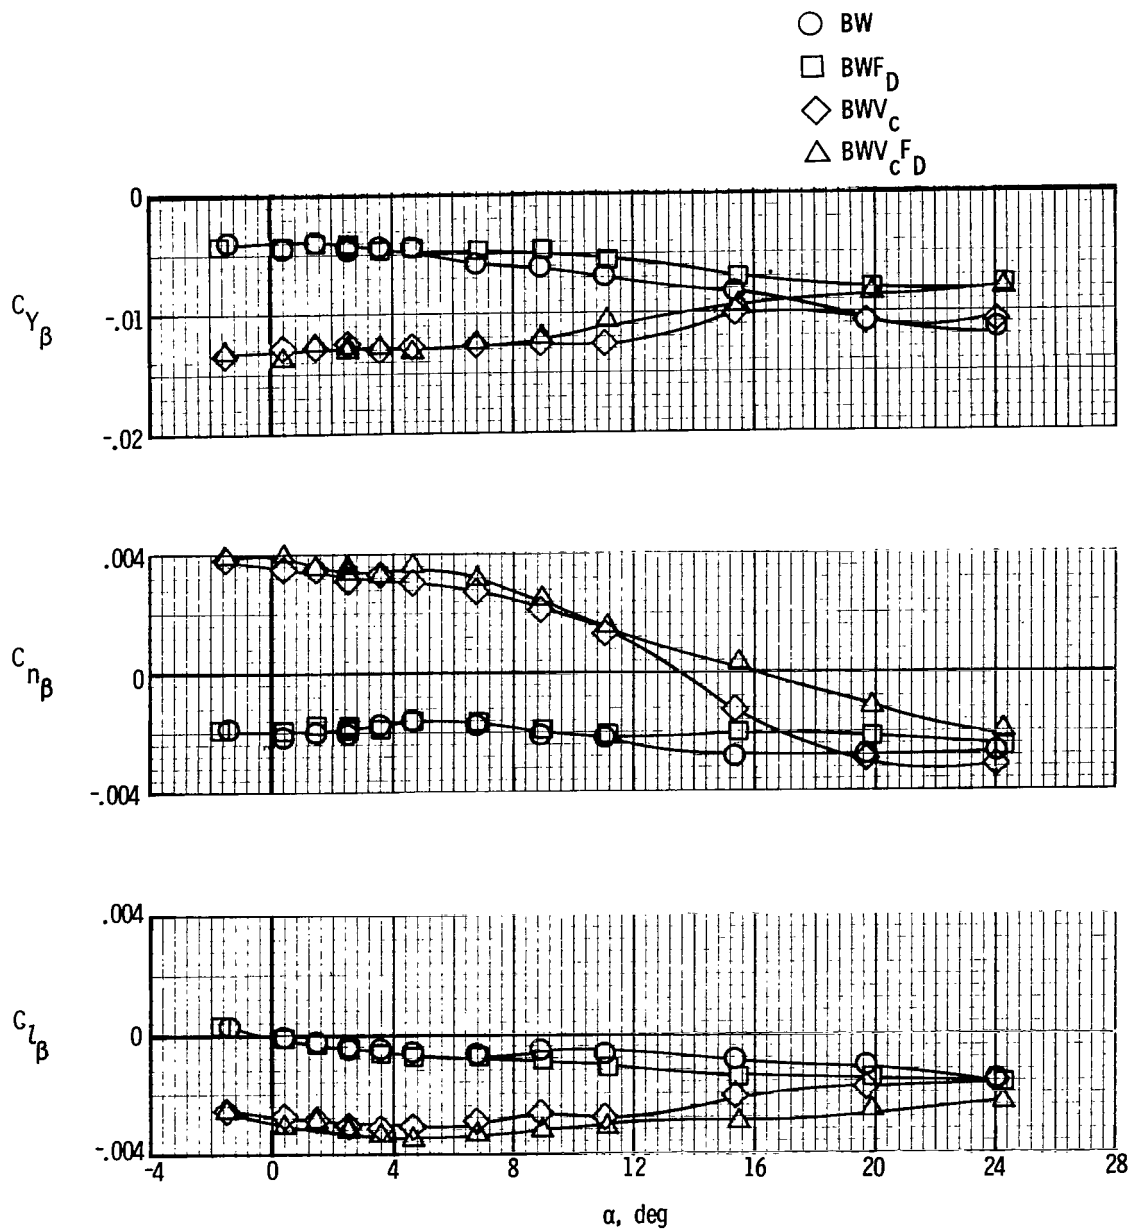 BW
BWF_D
BWV_c
BWV_cF_D
0
C_Yβ
-.01
-.02
.004
C_nβ
0
-.004
.004
C_lβ
0
-.004
-4 0 4 8 12 16 20 24 28
α, deg